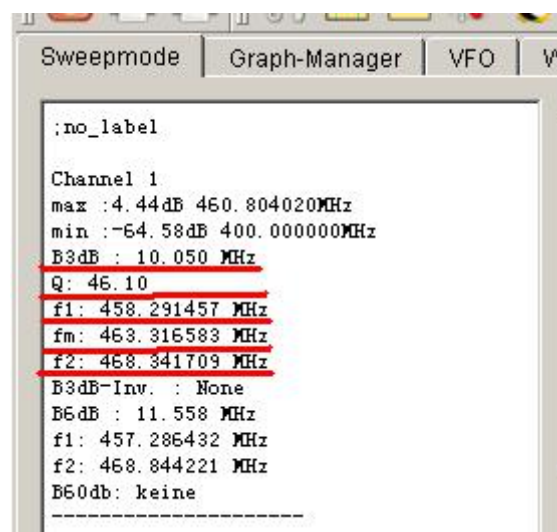 Sweepmode Graph-Manager VFO
;no_label
Channel 1
max :4.44dB 460.804020MHz
min :-64.58dB 400.000000MHz
B3dB : 10.050 MHz
Q: 46.10
f1: 458.291457 MHz
fm: 463.316583 MHz
f2: 468.341709 MHz
B3dB-Inv. : None
B6dB : 11.558 MHz
f1: 457.286432 MHz
f2: 468.844221 MHz
B60db: keine
----------------------